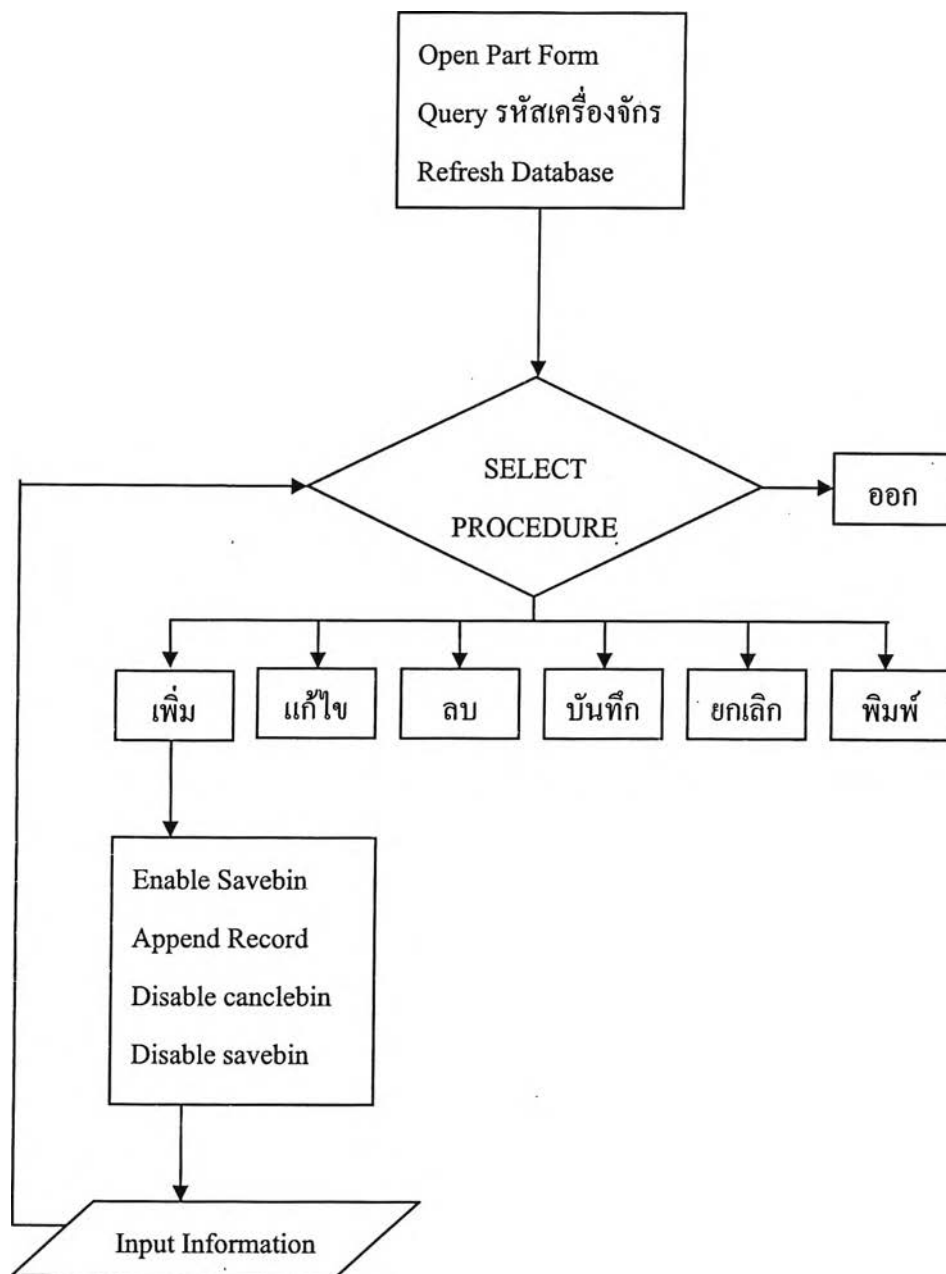 Open Part Form
Query รหัสเครื่องจักร
Refresh Database
SELECT
PROCEDURE
ออก
เพิ่ม
แก้ไข
ลบ
บันทึก
ยกเลิก
พิมพ์
Enable Savebin
Append Record
Disable canclebin
Disable savebin
Input Information